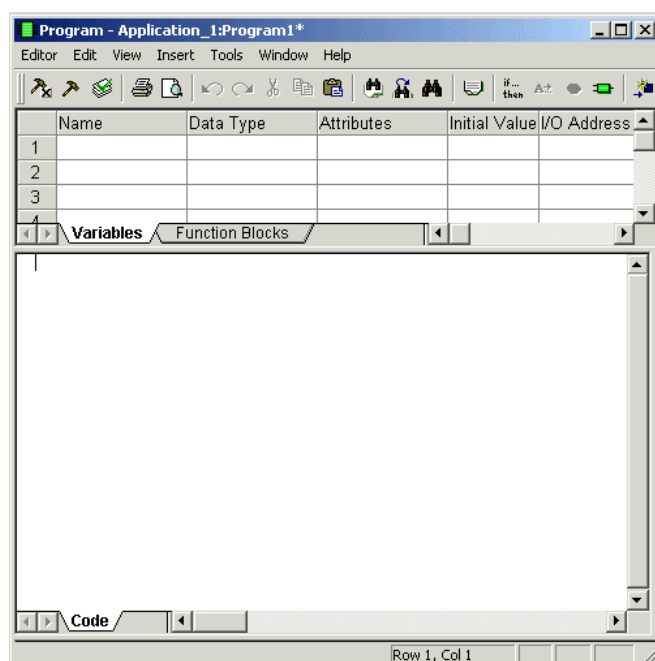 Program - Application_1:Program1*
Editor Edit View Insert Tools Window Help
if... then A±
Name Data Type Attributes Initial Value I/O Address
1
2
3
4
Variables Function Blocks
Code
Row 1, Col 1